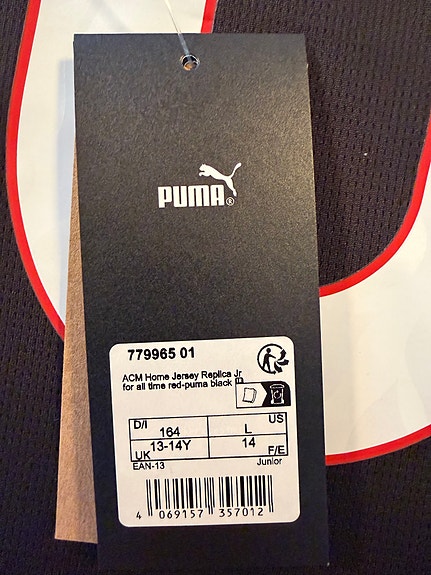 PUMA®
779965 01
ACM Home Jersey Replica Jr
for all time red-puma black
D/I 164 L US
UK 13-14Y 14 F/E
EAN-13 Junior
4 069157 357012